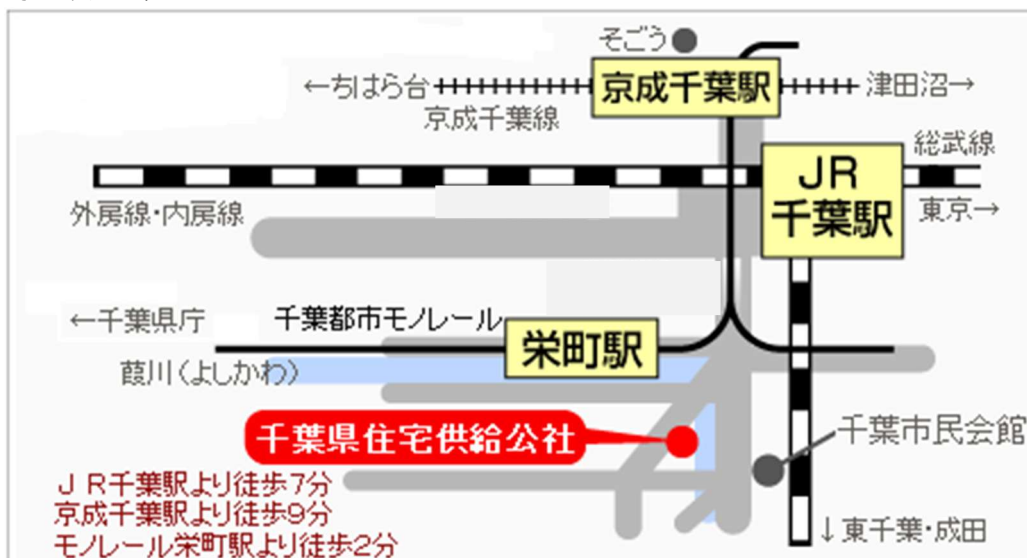 そごう
←ちはら台
京成千葉駅
津田沼→
京成千葉線
総武線
JR
千葉駅
外房線・内房線
東京→
←千葉県庁
千葉都市モノレール
栄町駅
葭川(よしかわ)
千葉県住宅供給公社
千葉市民会館
JR千葉駅より徒歩7分
京成千葉駅より徒歩9分
モノレール栄町駅より徒歩2分
↓東千葉・成田